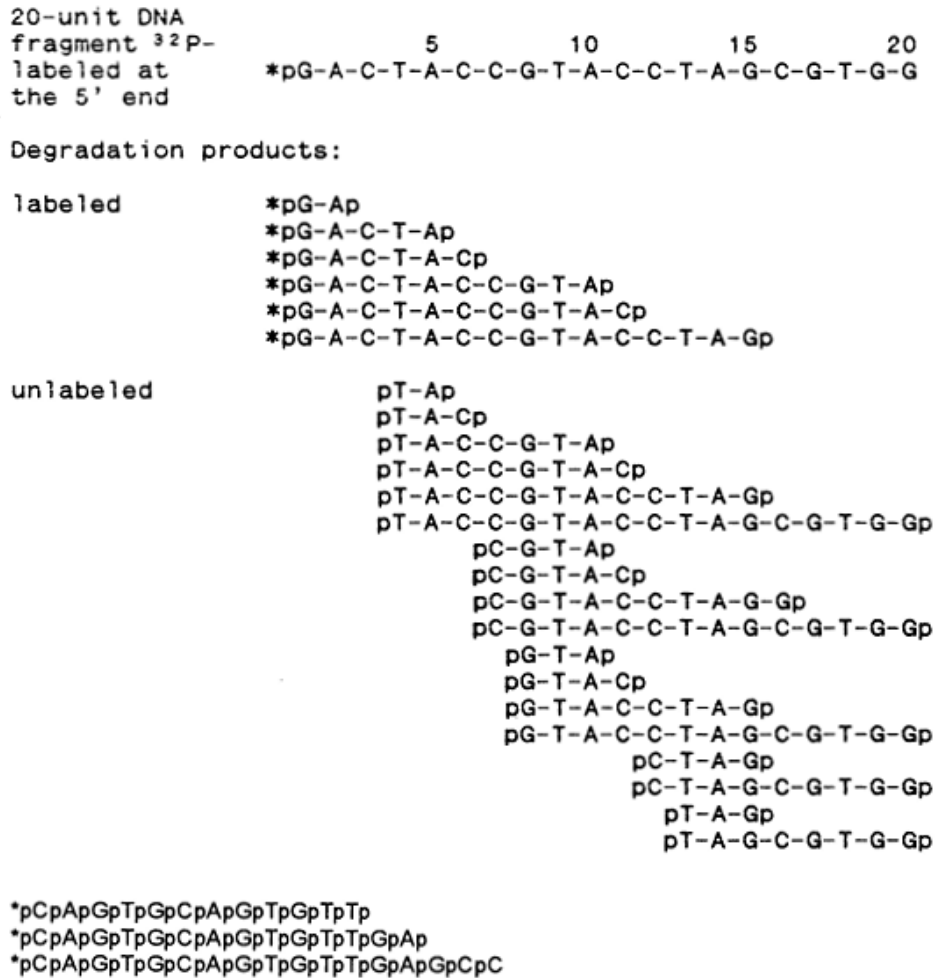 20-unit DNA
fragment ³²P-
labeled at
the 5' end
5 10 15 20
*pG-A-C-T-A-C-C-G-T-A-C-C-T-A-G-C-G-T-G-G
Degradation products:
labeled *pG-Ap
*pG-A-C-T-Ap
*pG-A-C-T-A-Cp
*pG-A-C-T-A-C-C-G-T-Ap
*pG-A-C-T-A-C-C-G-T-A-Cp
*pG-A-C-T-A-C-C-G-T-A-C-C-T-A-Gp
unlabeled pT-Ap
pT-A-Cp
pT-A-C-C-G-T-Ap
pT-A-C-C-G-T-A-Cp
pT-A-C-C-G-T-A-C-C-T-A-Gp
pT-A-C-C-G-T-A-C-C-T-A-G-C-G-T-G-Gp
pC-G-T-Ap
pC-G-T-A-Cp
pC-G-T-A-C-C-T-A-G-Gp
pC-G-T-A-C-C-T-A-G-C-G-T-G-Gp
pG-T-Ap
pG-T-A-Cp
pG-T-A-C-C-T-A-Gp
pG-T-A-C-C-T-A-G-C-G-T-G-Gp
pC-T-A-Gp
pC-T-A-G-C-G-T-G-Gp
pT-A-Gp
pT-A-G-C-G-T-G-Gp
*pCpApGpTpGpCpApGpTpGpTpTp
*pCpApGpTpGpCpApGpTpGpTpTpGpAp
*pCpApGpTpGpCpApGpTpGpTpTpGpApGpCpC